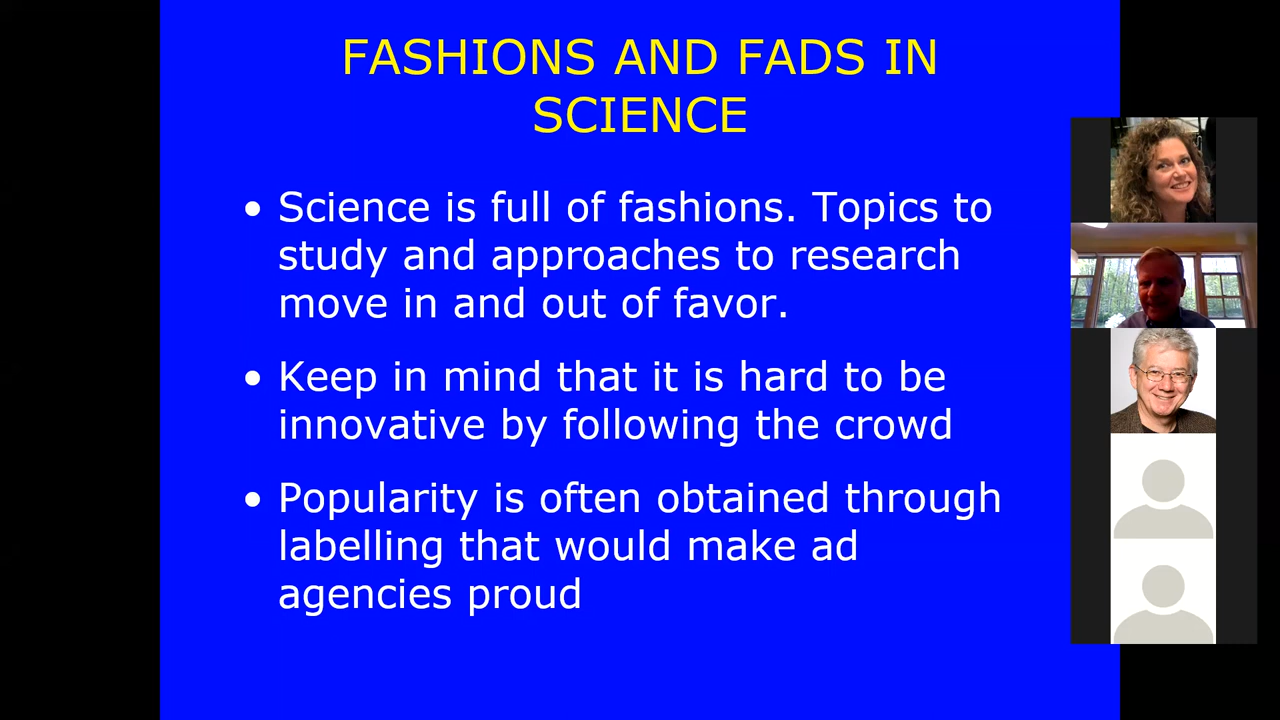 FASHIONS AND FADS IN
SCIENCE
• Science is full of fashions. Topics to
study and approaches to research
move in and out of favor.
• Keep in mind that it is hard to be
innovative by following the crowd
• Popularity is often obtained through
labelling that would make ad
agencies proud